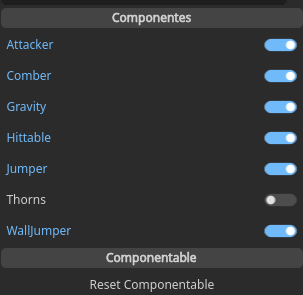 Componentes
Attacker
Comber
Gravity
Hittable
Jumper
Thorns
WallJumper
Componentable
Reset Componentable